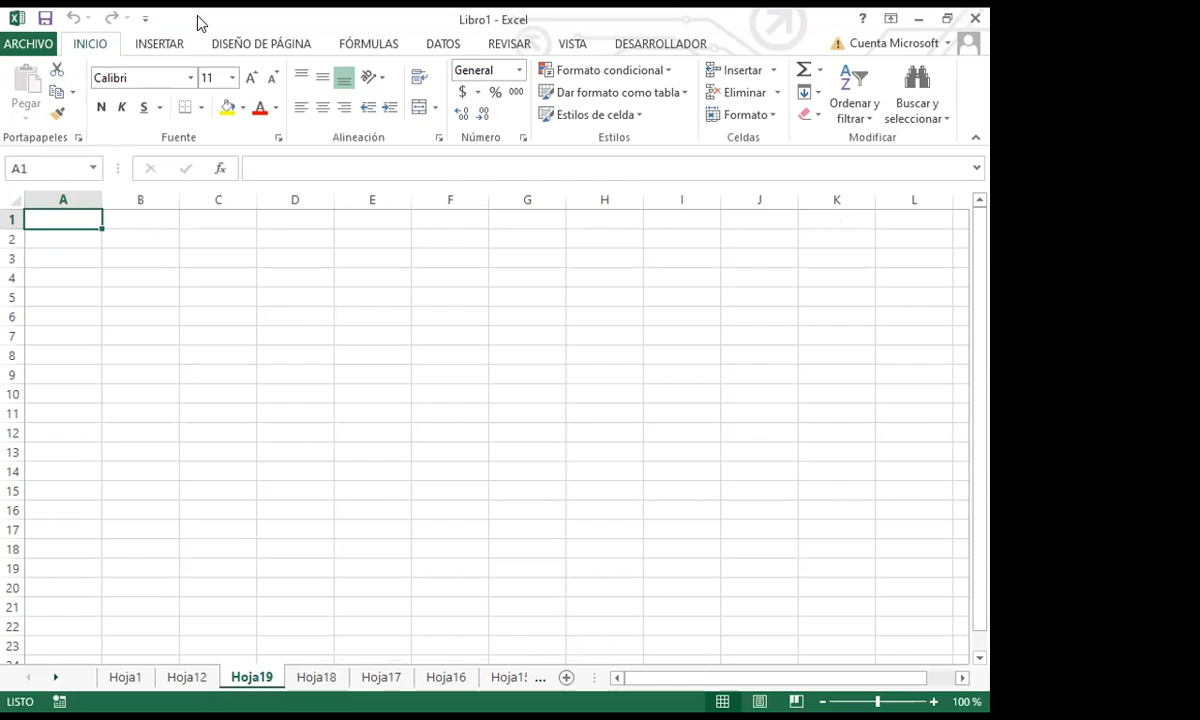 Libro1 - Excel
?
ARCHIVO INICIO INSERTAR DISEÑO DE PÁGINA FÓRMULAS DATOS REVISAR VISTA DESARROLLADOR Cuenta Microsoft
Pegar
Portapapeles
Calibri 11
N K S A
Fuente
Alineación
General
$ % 000
Número
Formato condicional
Dar formato como tabla
Estilos de celda
Estilos
Insertar
Eliminar
Formato
Celdas
Ordenar y filtrar
Buscar y seleccionar
Modificar
A1 fx
A B C D E F G H I J K L
1
2
3
4
5
6
7
8
9
10
11
12
13
14
15
16
17
18
19
20
21
22
23
Hoja1 Hoja12 Hoja19 Hoja18 Hoja17 Hoja16 ...
LISTO 100 %